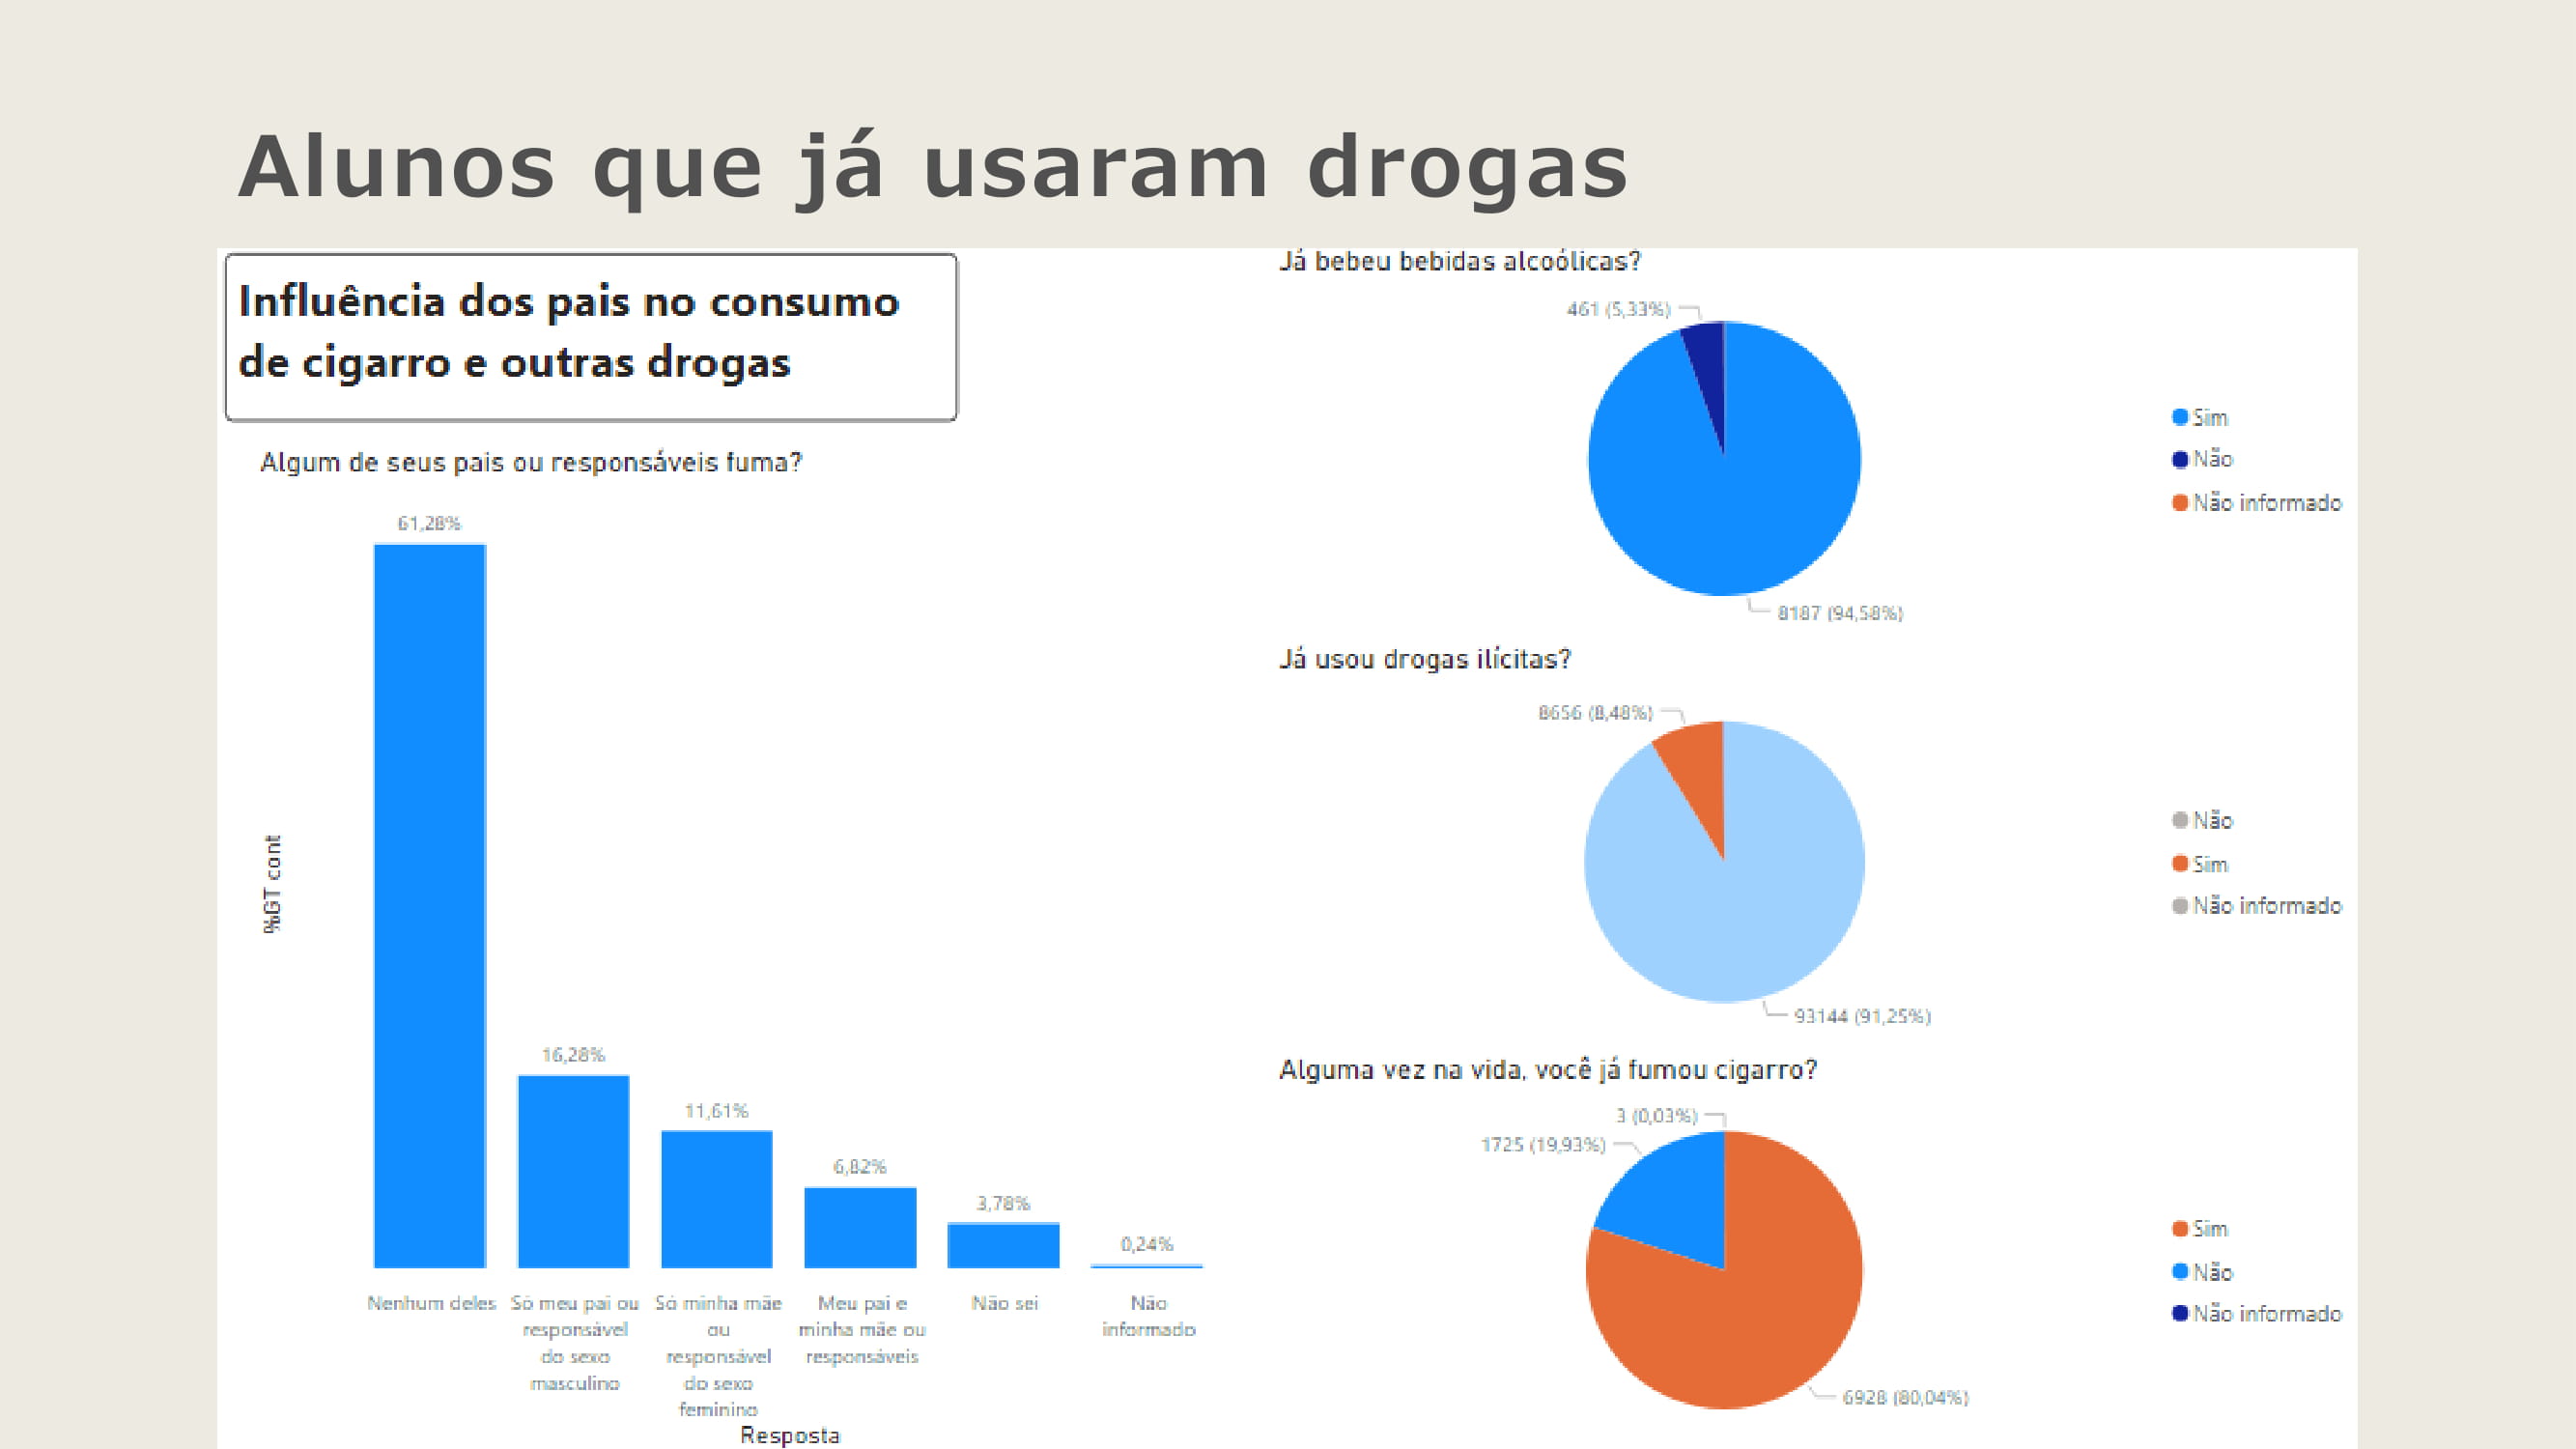 Alunos que já usaram drogas
Influência dos pais no consumo
de cigarro e outras drogas
Algum de seus pais ou responsáveis fuma?
61,28%
16,28%
11,61%
6,82%
3,78%
0,24%
%GT cont
Nenhum deles
Só meu pai ou
responsável
do sexo
masculino
Só minha mãe
ou
responsável
do sexo
feminino
Meu pai e
minha mãe ou
responsáveis
Não sei
Não
informado
Resposta
Já bebeu bebidas alcoólicas?
461 (5,33%)
8187 (94,58%)
Sim
Não
Não informado
Já usou drogas ilícitas?
8656 (8,48%)
93144 (91,25%)
Não
Sim
Não informado
Alguma vez na vida, você já fumou cigarro?
3 (0,03%)
1725 (19,93%)
6928 (80,04%)
Sim
Não
Não informado